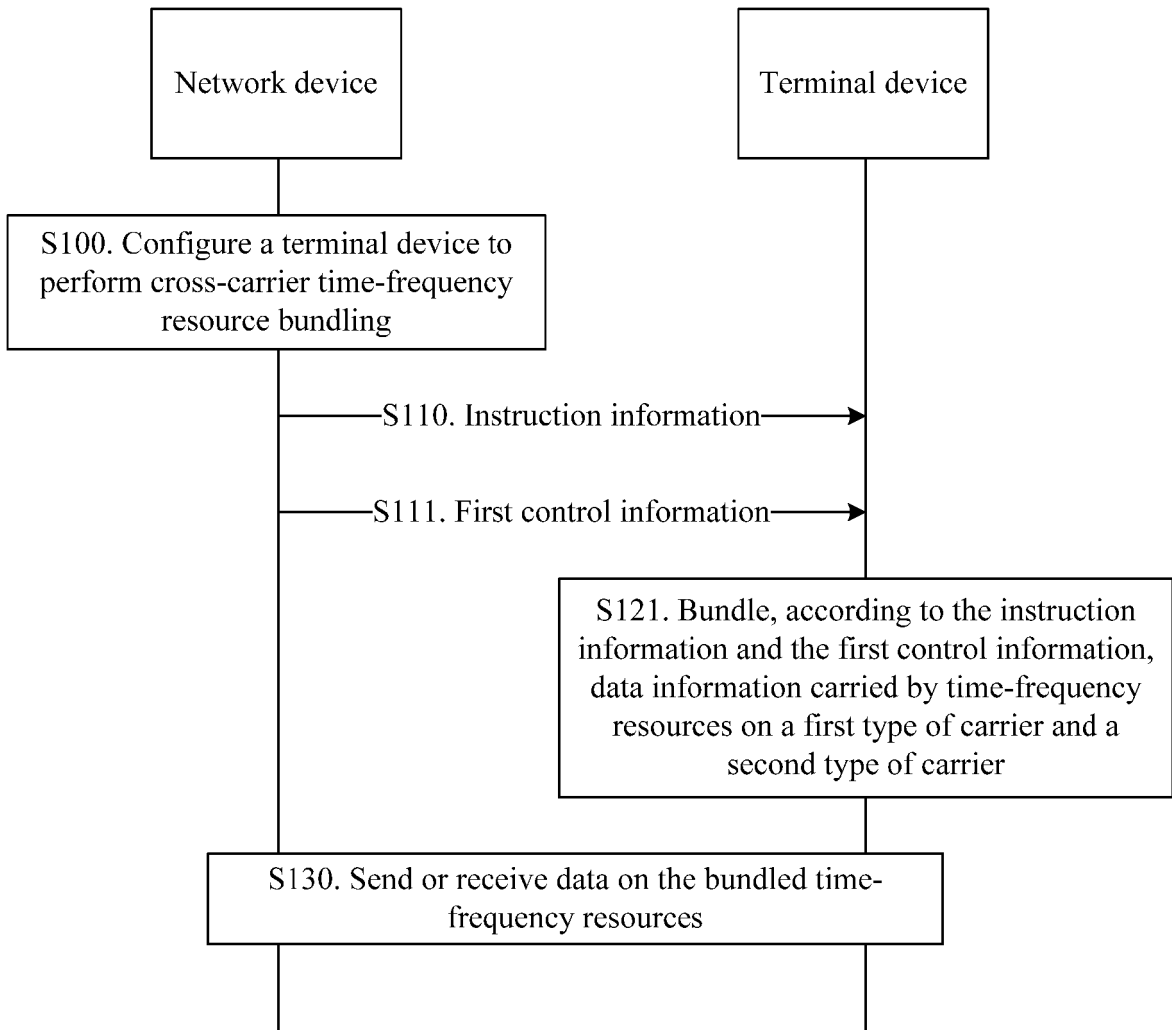 Network device
Terminal device
S100. Configure a terminal device to
perform cross-carrier time-frequency
resource bundling
S110. Instruction information
S111. First control information
S121. Bundle, according to the instruction
information and the first control information,
data information carried by time-frequency
resources on a first type of carrier and a
second type of carrier
S130. Send or receive data on the bundled time-
frequency resources